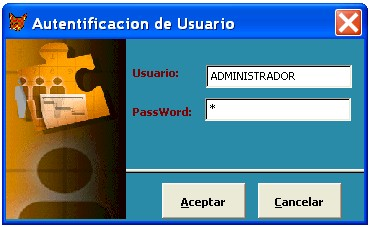 Autentificacion de Usuario
Usuario: ADMINISTRADOR
PassWord: *
Aceptar Cancelar